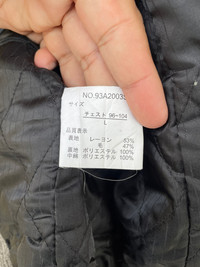 NO.93A2003
サイズ
チェスト 96~104
L
品質表示
表地 レーヨン 53%
毛 47%
裏地 ポリエステル 100%
中綿 ポリエステル 100%